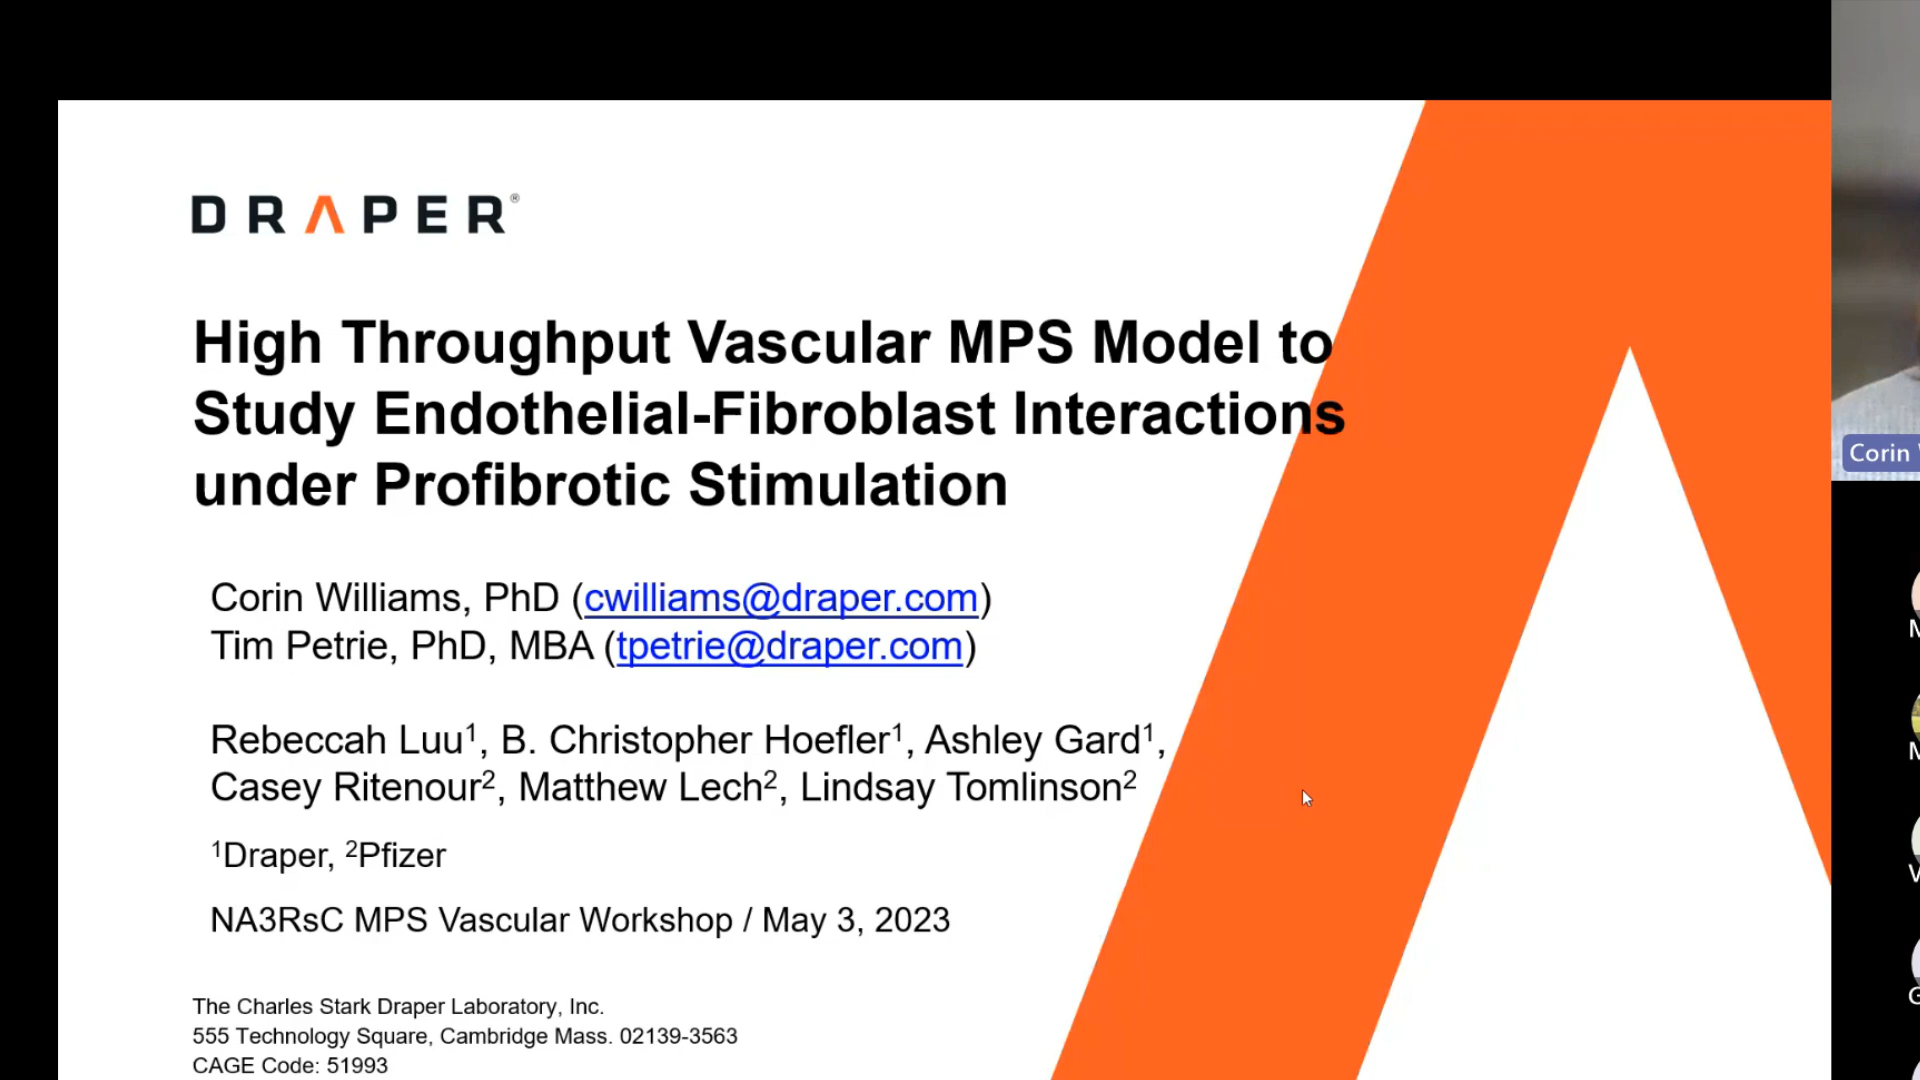 DRAPER®
High Throughput Vascular MPS Model to
Study Endothelial-Fibroblast Interactions
under Profibrotic Stimulation
Corin Williams, PhD (cwilliams@draper.com)
Tim Petrie, PhD, MBA (tpetrie@draper.com)
Rebeccah Luu¹, B. Christopher Hoefler¹, Ashley Gard¹,
Casey Ritenour², Matthew Lech², Lindsay Tomlinson²
¹Draper, ²Pfizer
NA3RsC MPS Vascular Workshop / May 3, 2023
The Charles Stark Draper Laboratory, Inc.
555 Technology Square, Cambridge Mass. 02139-3563
CAGE Code: 51993
Corin